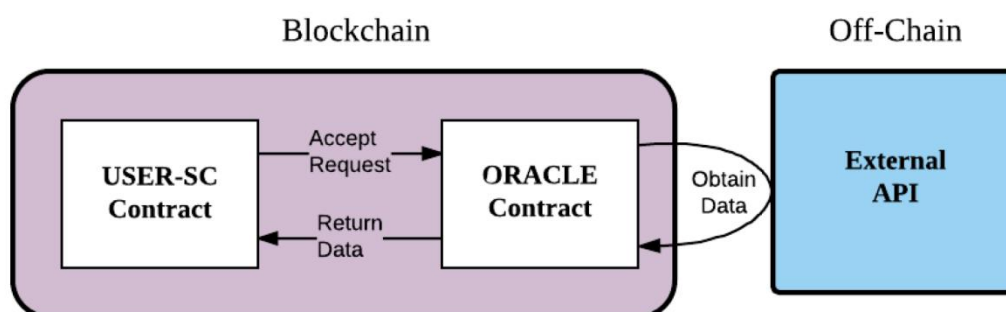 Blockchain
Off-Chain
USER-SC
Contract
Accept
Request
Return
Data
ORACLE
Contract
Obtain
Data
External
API